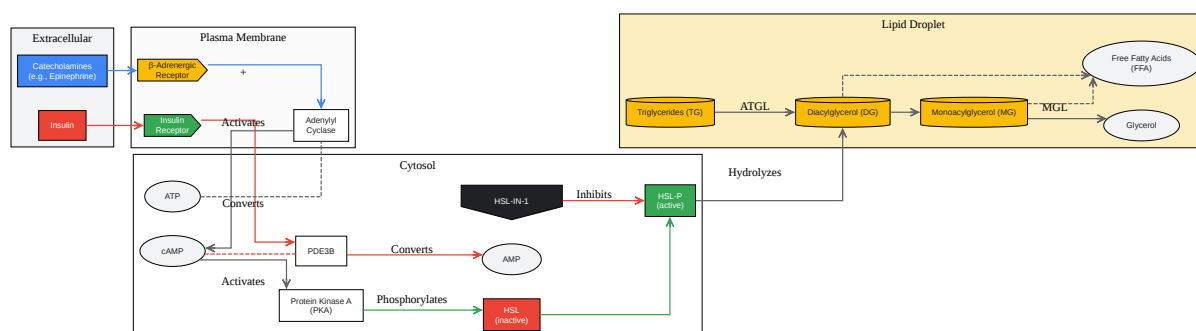 Extracellular
Catecholamines
(e.g., Epinephrine)
Insulin
Plasma Membrane
β-Adrenergic
Receptor
+
Insulin
Receptor
Activates
Adenylyl
Cyclase
Cytosol
ATP
Converts
cAMP
Activates
PDE3B
Converts
AMP
Protein Kinase A
(PKA)
Phosphorylates
HSL
(inactive)
HSL-IN-1
Inhibits
HSL-P
(active)
Hydrolyzes
Lipid Droplet
Triglycerides (TG)
ATGL
Diacylglycerol (DG)
Monoacylglycerol (MG)
MGL
Free Fatty Acids
(FFA)
Glycerol